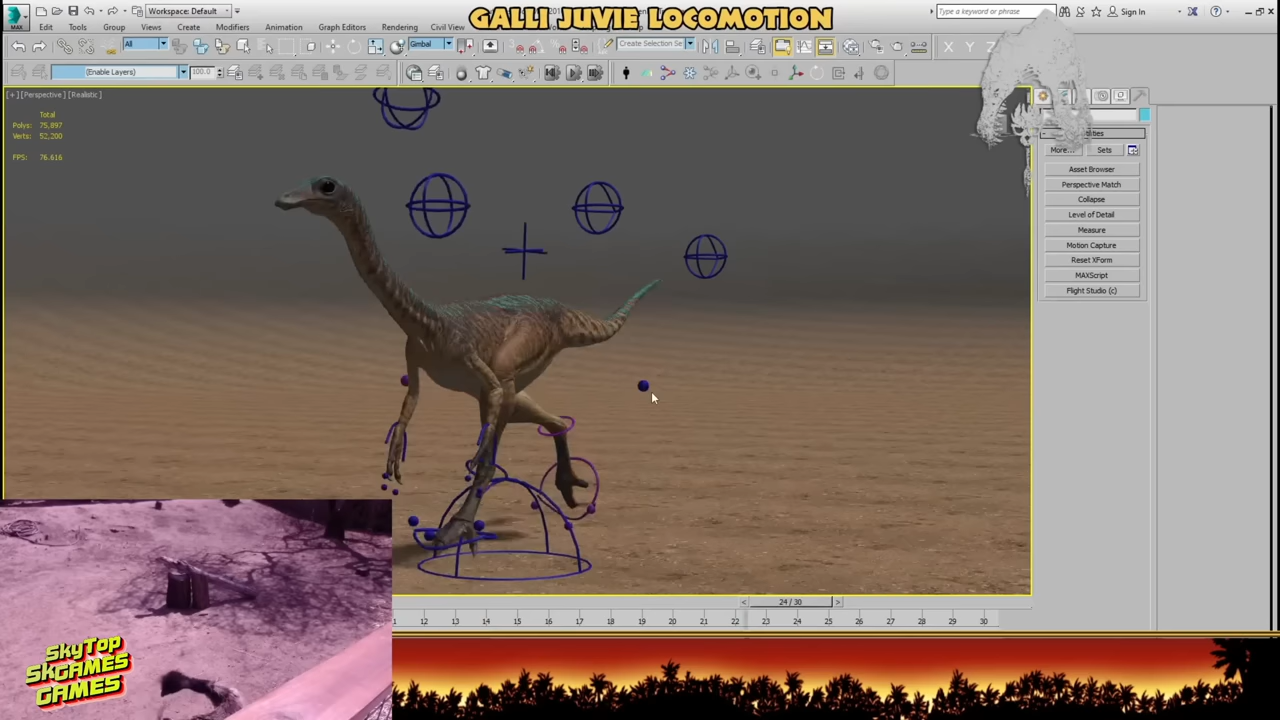 GALLI JUVIE LOCOMOTION
MAX
Workspace: Default
Type a keyword or phrase
Sign In
Edit Tools Group Views Create Modifiers Animation Graph Editors Rendering Civil View
All
Gimbal
Create Selection Se
X Y Z
(Enable Layers)
100.0
[+][Perspective][Realistic]
Total
Polys: 75,897
Verts: 52,200
FPS: 76.616
More...
Sets
Asset Browser
Perspective Match
Collapse
Level of Detail
Measure
Motion Capture
Reset XForm
MAXScript
Flight Studio (c)
< 24 / 30 >
12 13 14 15 16 17 18 19 20 21 22 23 24 25 26 27 28 29 30
SKYTOP
SKGAMES
GAMES